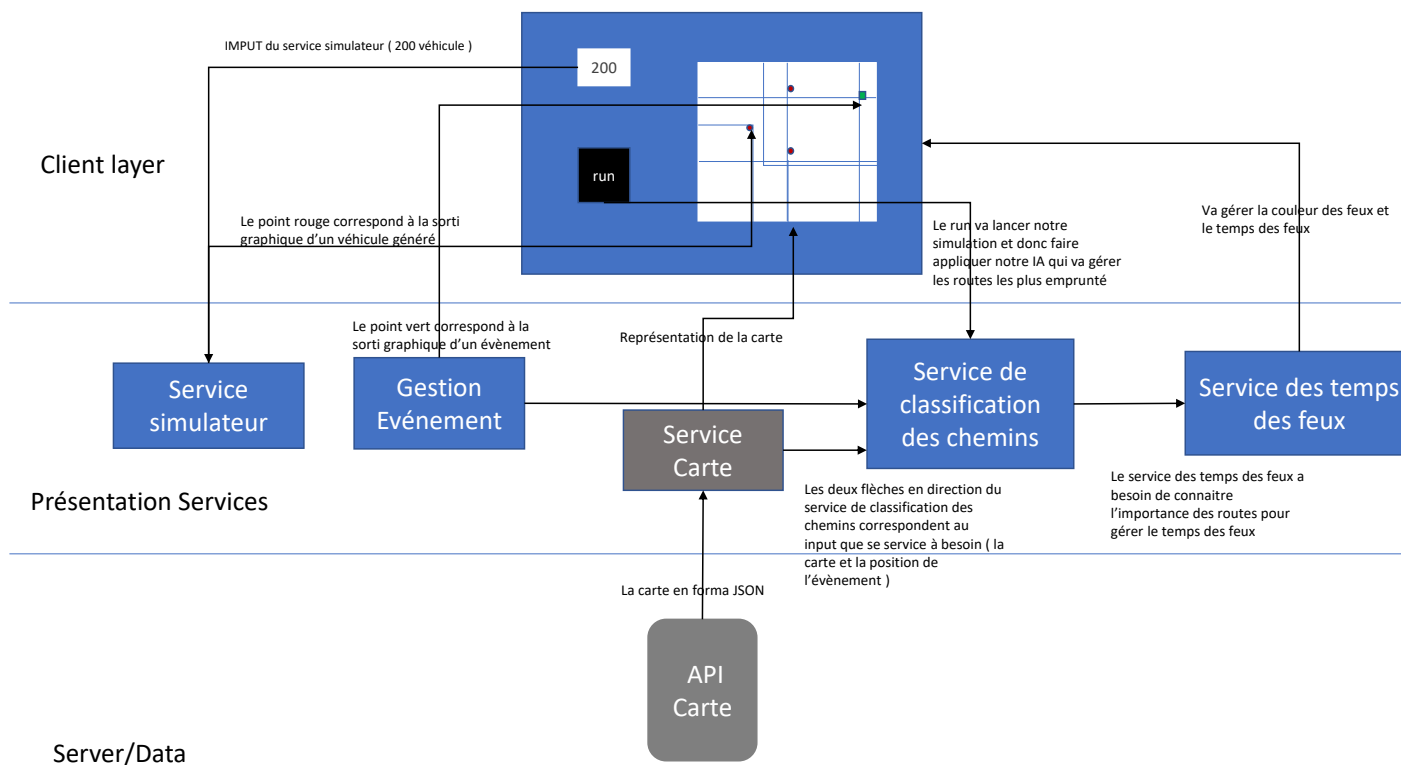 IMPUT du service simulateur ( 200 véhicule )
200
run
Client layer
Le point rouge correspond à la sorti
graphique d’un véhicule généré
Le run va lancer notre
simulation et donc faire
appliquer notre IA qui va gérer
les routes les plus emprunté
Va gérer la couleur des feux et
le temps des feux
Le point vert correspond à la
sorti graphique d’un évènement
Représentation de la carte
Service
simulateur
Gestion
Evénement
Service
Carte
Service de
classification
des chemins
Service des temps
des feux
Présentation Services
Les deux flèches en direction du
service de classification des
chemins correspondent au
input que se service à besoin ( la
carte et la position de
l’évènement )
Le service des temps des feux a
besoin de connaitre
l’importance des routes pour
gérer le temps des feux
La carte en forma JSON
API
Carte
Server/Data